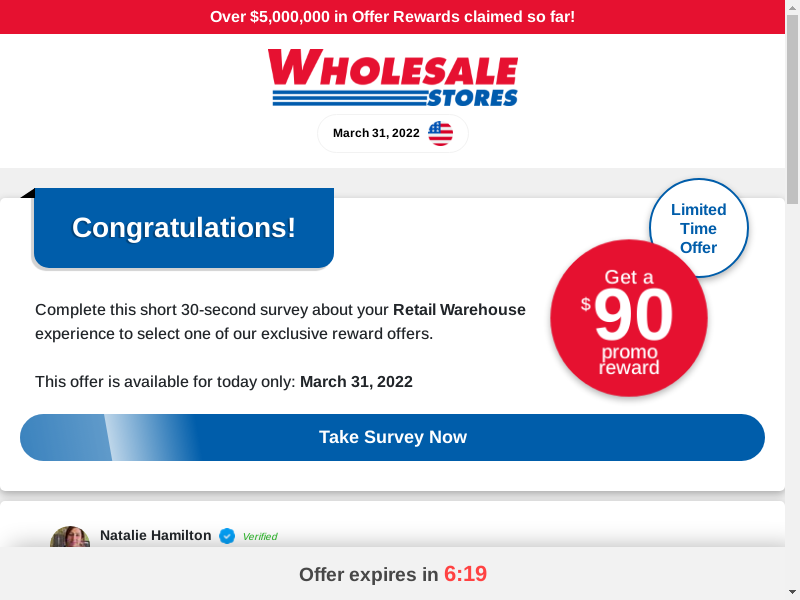 Over $5,000,000 in Offer Rewards claimed so far!
WHOLESALE
STORES
March 31, 2022
Congratulations!
Limited
Time
Offer
Get a
$90
promo
reward
Complete this short 30-second survey about your Retail Warehouse
experience to select one of our exclusive reward offers.
This offer is available for today only: March 31, 2022
Take Survey Now
Natalie Hamilton
Verified
Offer expires in 6:19